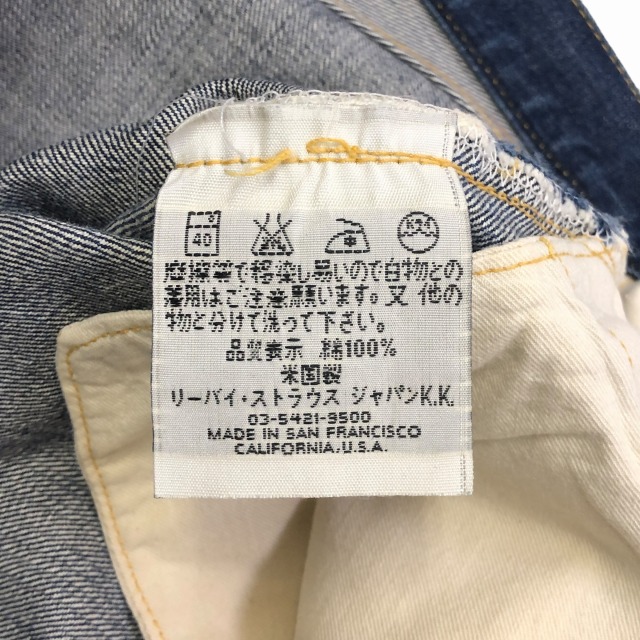 40
摩擦等で移染し易いので白物との
着用はご注意願います。又 他の
物と分けて洗って下さい。
品質表示 綿100%
米国製
リーバイ・ストラウス ジャパンK.K.
03-5421-9500
MADE IN SAN FRANCISCO
CALIFORNIA,U.S.A.